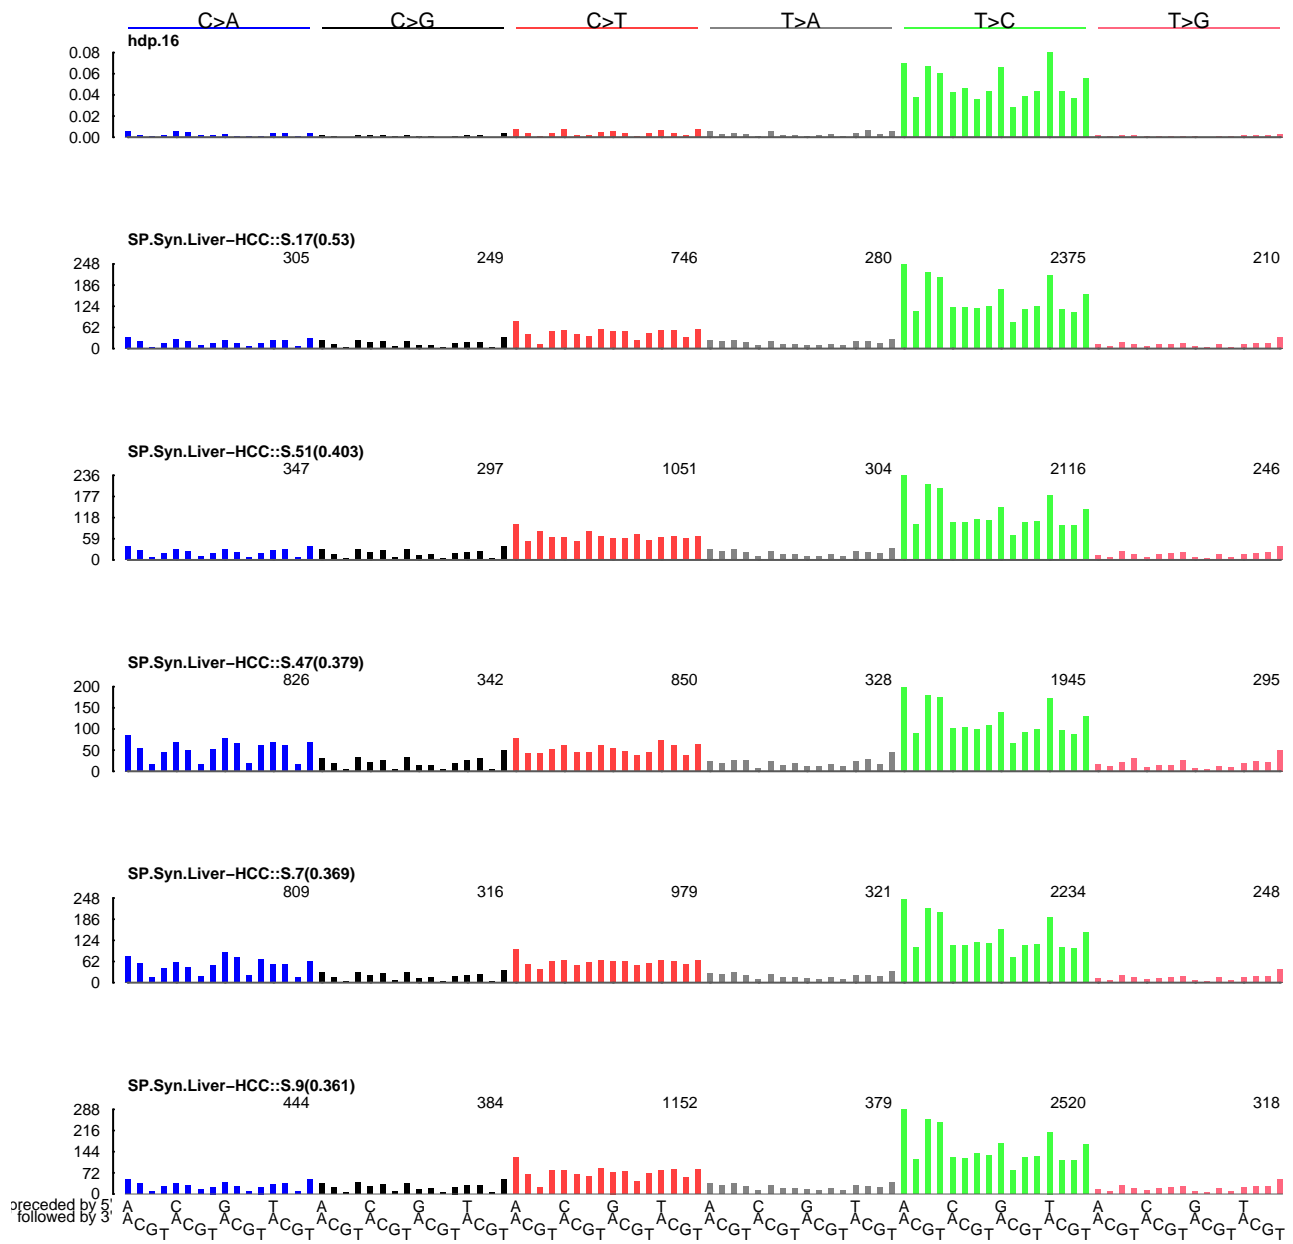 C>A C>G C>T T>A T>C T>G
hdp.16
0.08
0.06
0.04
0.02
0.00
SP.Syn.Liver−HCC::S.17(0.53)
305 249 746 280 2375 210
248
186
124
62
0
SP.Syn.Liver−HCC::S.51(0.403)
347 297 1051 304 2116 246
236
177
118
59
0
SP.Syn.Liver−HCC::S.47(0.379)
826 342 850 328 1945 295
200
150
100
50
0
SP.Syn.Liver−HCC::S.7(0.369)
809 316 979 321 2234 248
248
186
124
62
0
SP.Syn.Liver−HCC::S.9(0.361)
444 384 1152 379 2520 318
288
216
144
72
0
preceded by 5' A C G T A C G T A C G T A C G T A C G T A C G T
followed by 3' A C G T A C G T A C G T A C G T A C G T A C G T A C G T A C G T A C G T A C G T A C G T A C G T A C G T A C G T A C G T A C G T A C G T A C G T A C G T A C G T A C G T A C G T A C G T A C G T